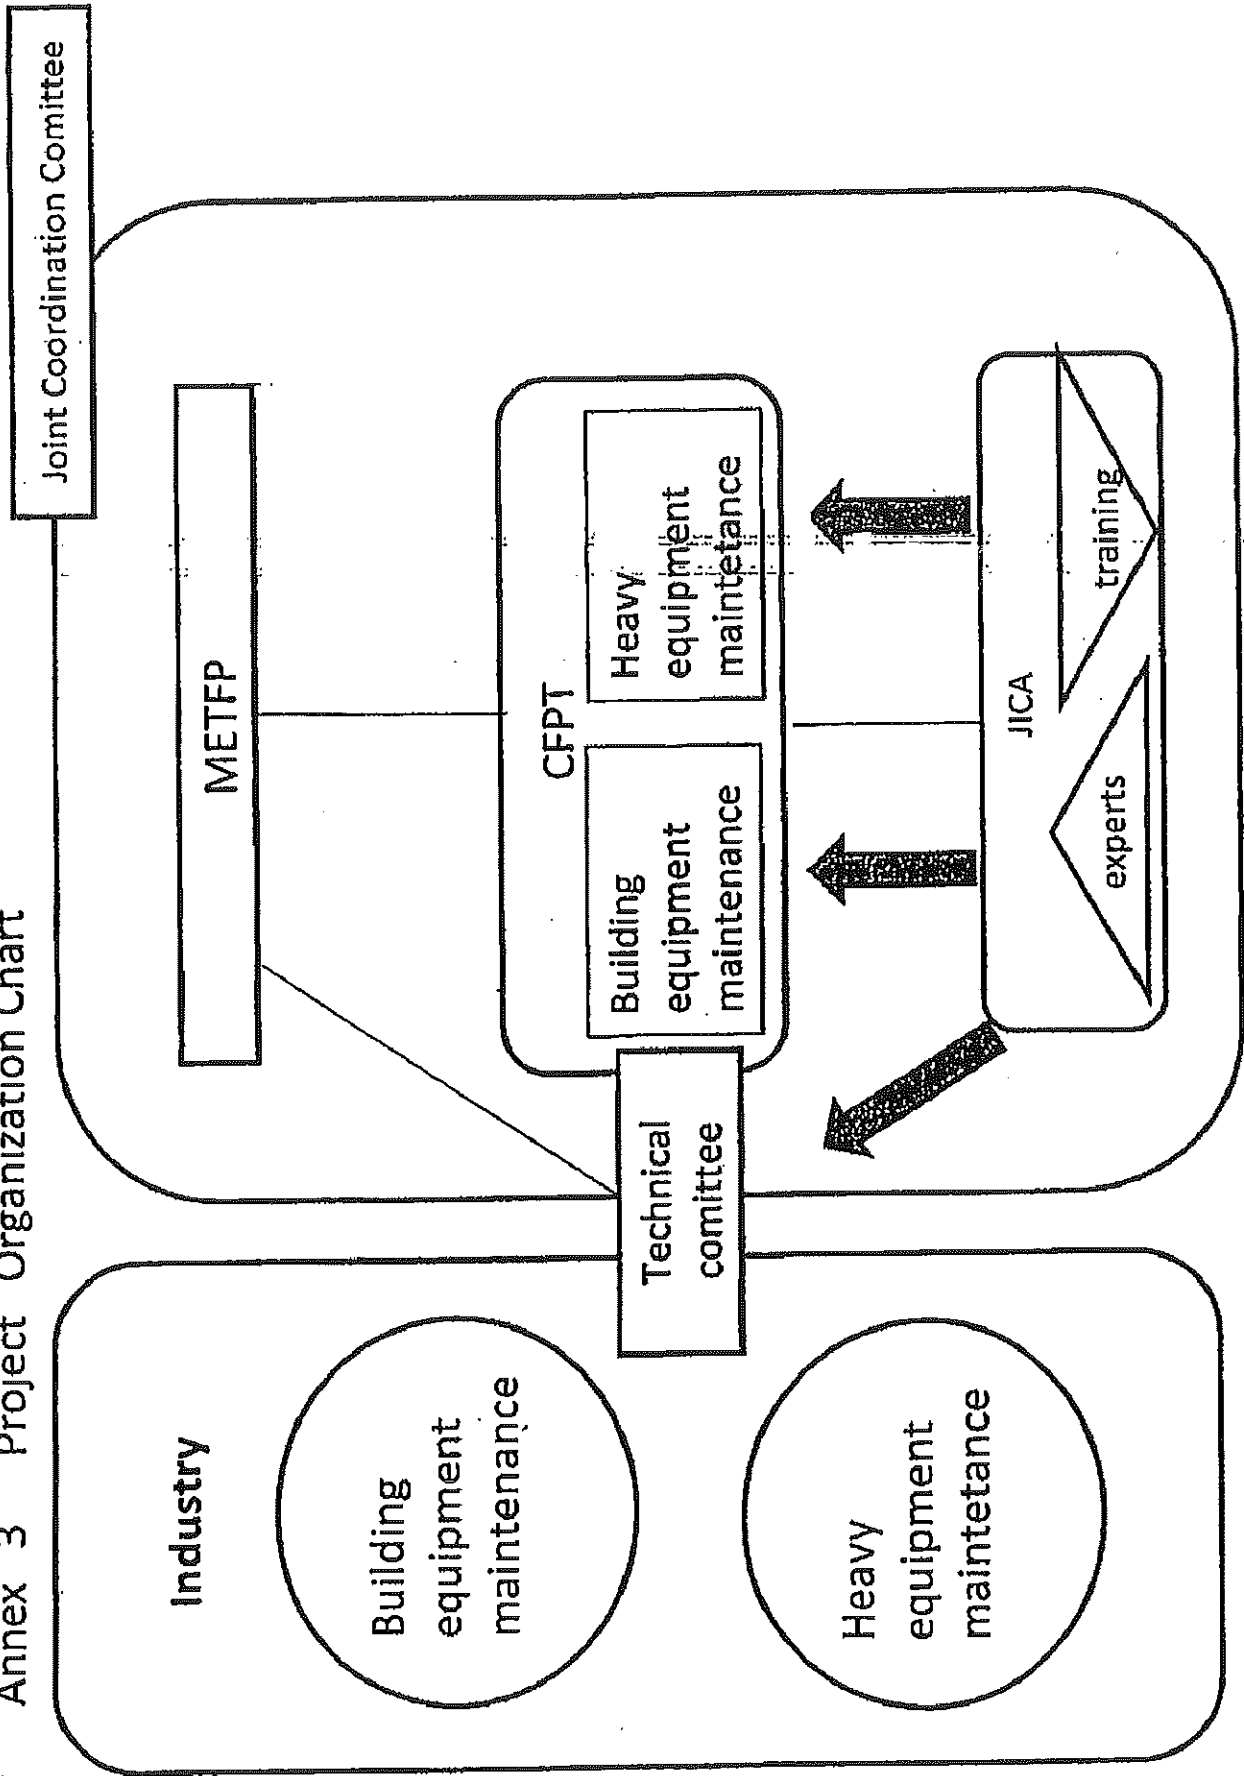 Annex 3 Project Organization Chart
Joint Coordination Comittee
Industry
Building
equipment
maintenance
Heavy
equipment
maintetance
Technical
comittee
METFP
CFPT
Building
equipment
maintenance
Heavy
equipment
maintetance
JICA
experts
training